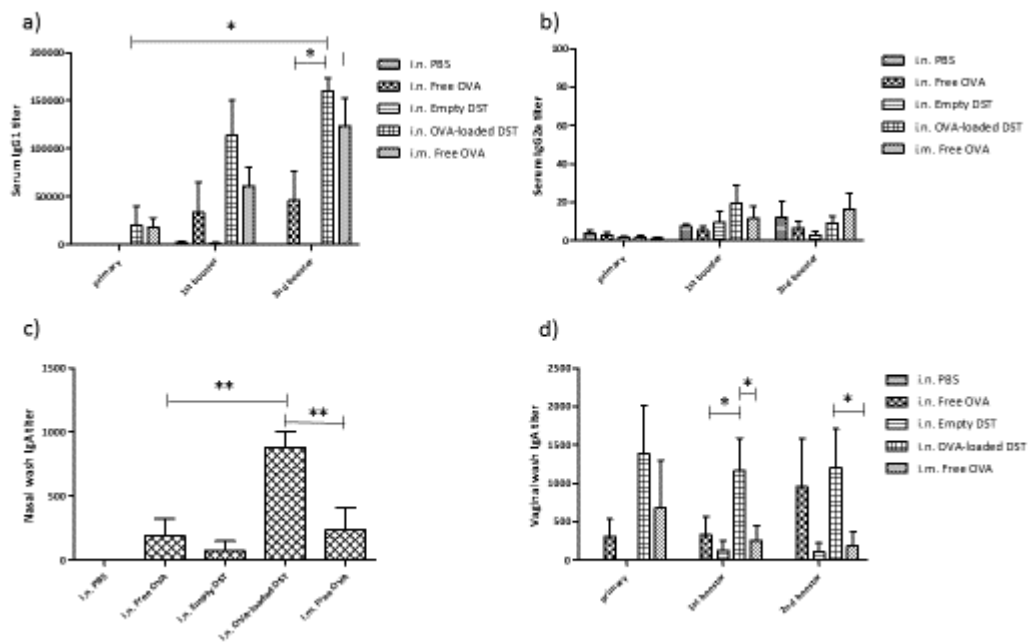 a)
*
*
200000
150000
100000
50000
0
Serum IgG1 titer
primary
1st booster
3rd booster
i.n. PBS
i.n. Free OVA
i.n. Empty DST
i.n. OVA-loaded DST
i.m. Free OVA
b)
100
80
60
40
20
0
Serum IgG2a titer
primary
1st booster
3rd booster
i.n. PBS
i.n. Free OVA
i.n. Empty DST
i.n. OVA-loaded DST
i.m. Free OVA
c)
**
**
1500
1000
500
0
Nasal wash IgA titer
i.n. PBS
i.n. Free OVA
i.n. Empty DST
i.n. OVA-loaded DST
i.m. Free OVA
d)
*
*
*
2500
2000
1500
1000
500
0
Vaginal wash IgA titer
primary
1st booster
2nd booster
i.n. PBS
i.n. Free OVA
i.n. Empty DST
i.n. OVA-loaded DST
i.m. Free OVA